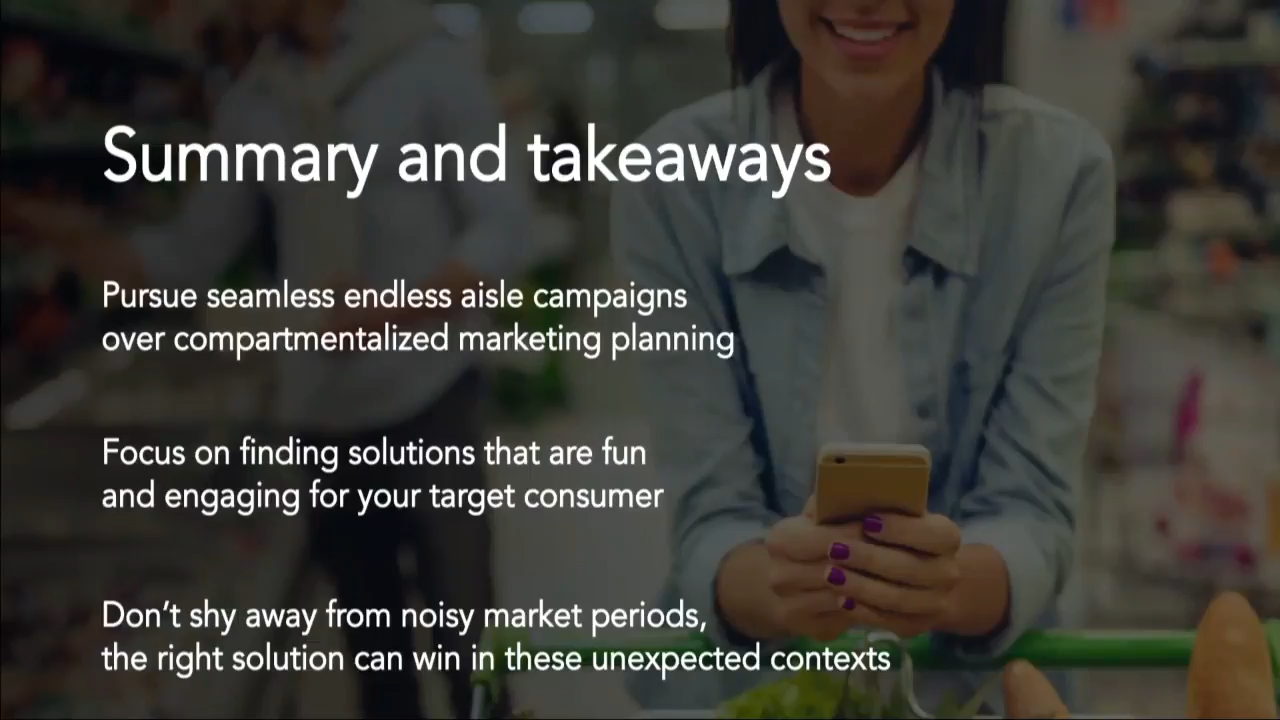 Summary and takeaways
Pursue seamless endless aisle campaigns
over compartmentalized marketing planning
Focus on finding solutions that are fun
and engaging for your target consumer
Don’t shy away from noisy market periods,
the right solution can win in these unexpected contexts